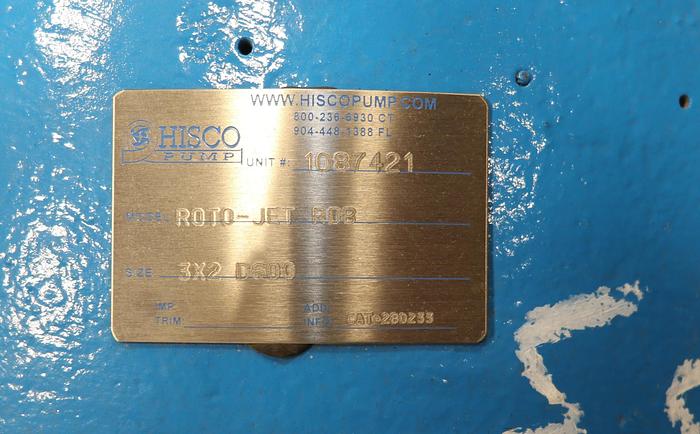 WWW.HISCOPUMP.COM
800-236-6930 CT
904-448-1388 FL
HISCO
PUMP
UNIT #: 1087421
MODEL ROTO-JET
SIZE 3X2
IMP. TRIM
ADD. INFO. CAT-280233